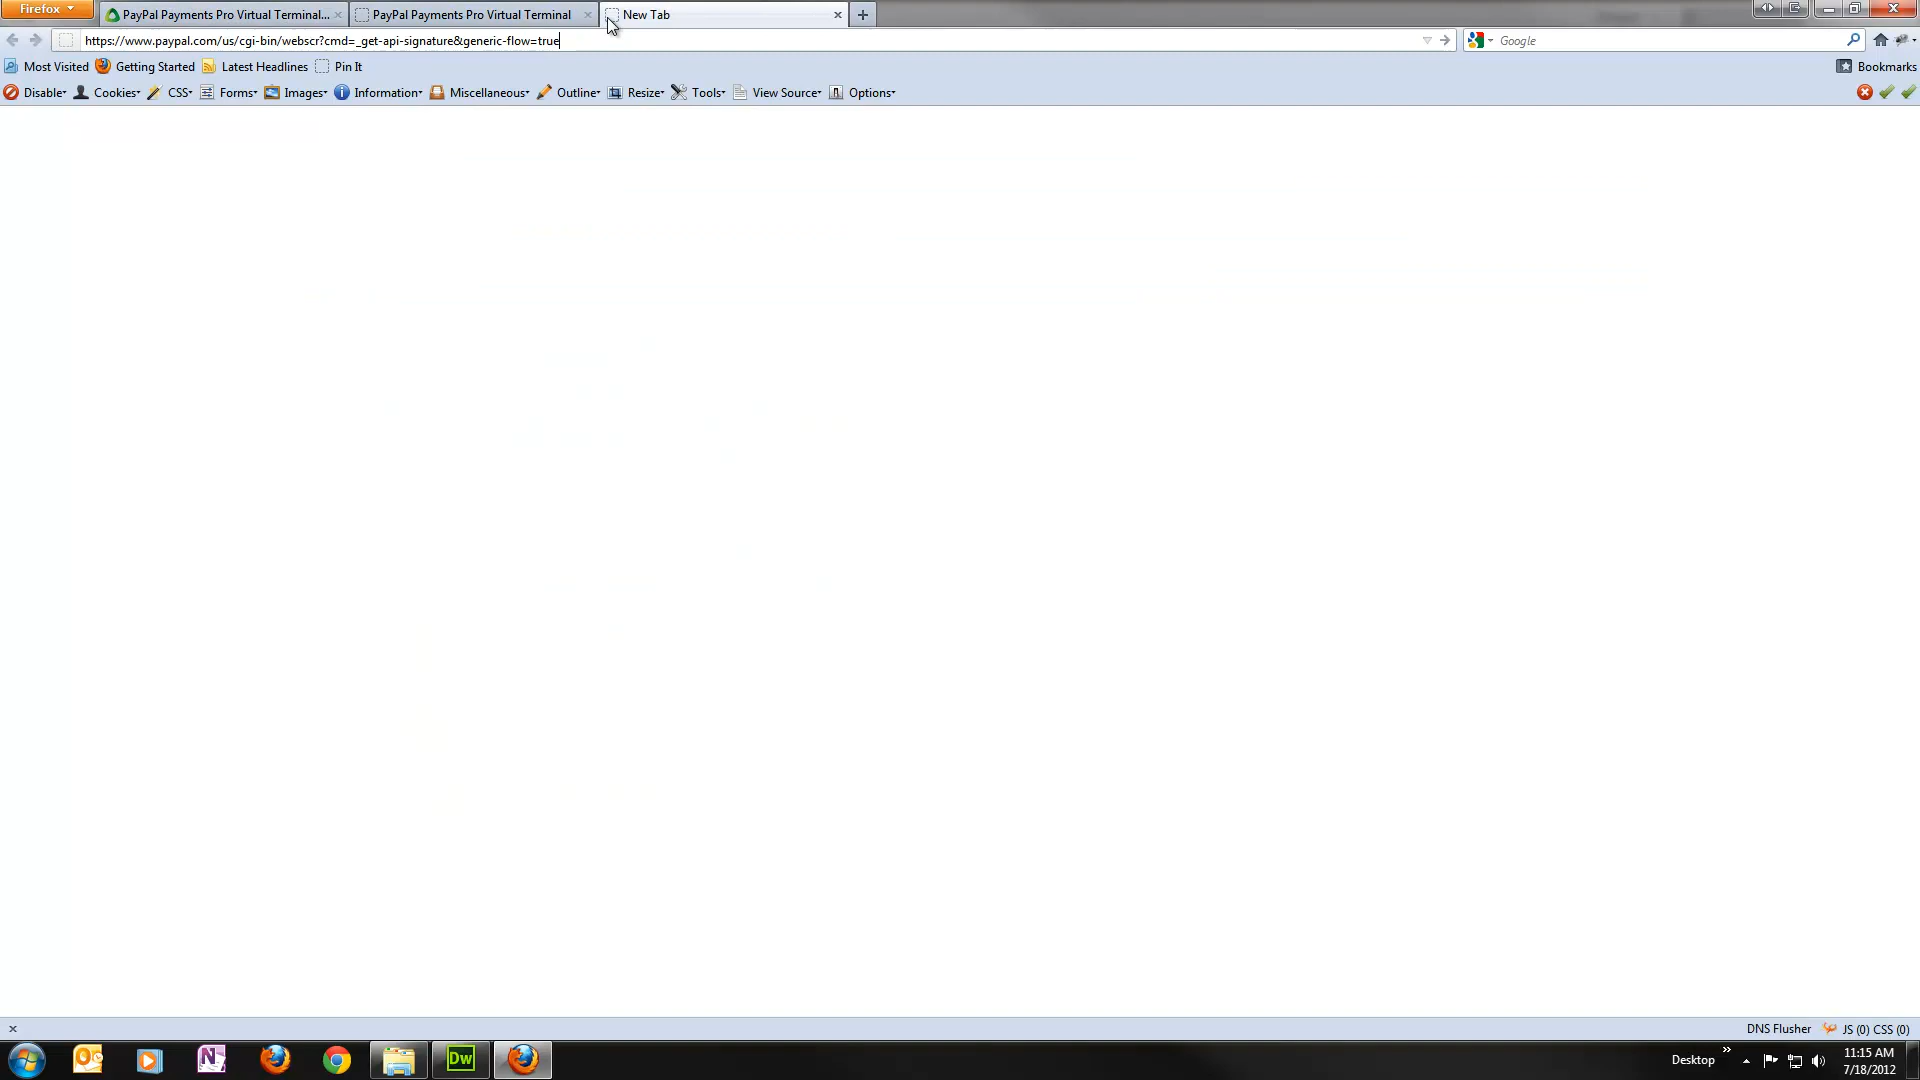 Firefox
PayPal Payments Pro Virtual Terminal...
PayPal Payments Pro Virtual Terminal
New Tab
https://www.paypal.com/us/cgi-bin/webscr?cmd=_get-api-signature&generic-flow=true
Google
Most Visited Getting Started Latest Headlines Pin It Bookmarks
Disable Cookies CSS Forms Images Information Miscellaneous Outline Resize Tools View Source Options
DNS Flusher JS (0) CSS (0)
Dw
Desktop
11:15 AM
7/18/2012